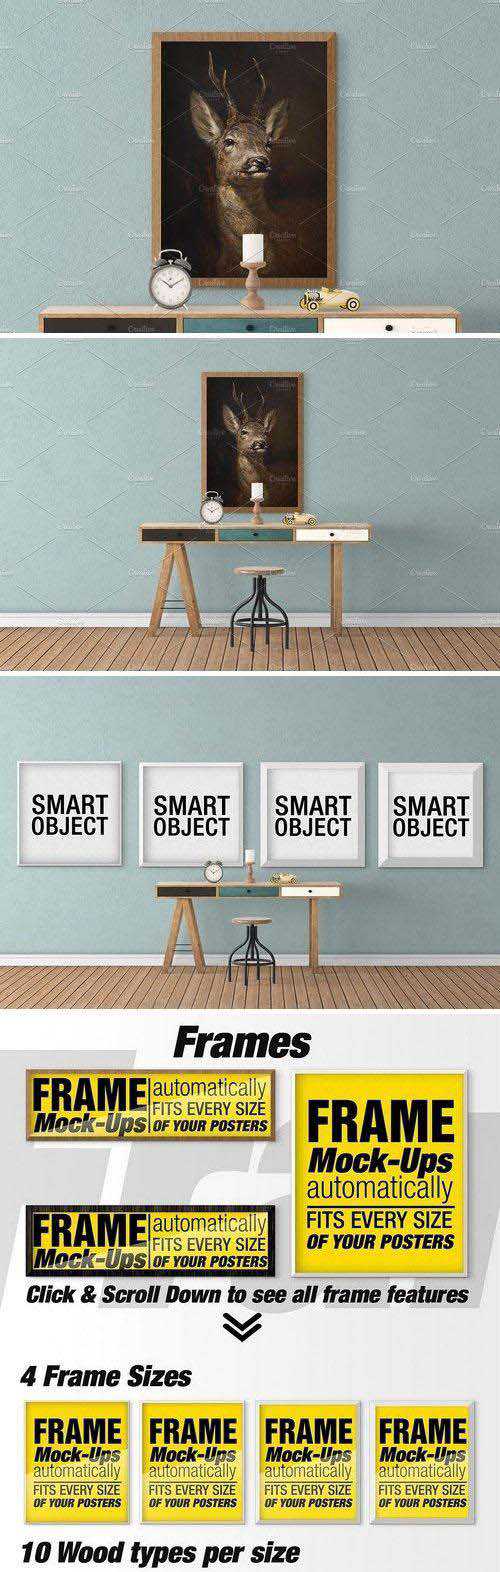 SMART
OBJECT
SMART
OBJECT
SMART
OBJECT
SMART
OBJECT
Frames
FRAME
Mock-Ups
automatically
FITS EVERY SIZE
OF YOUR POSTERS
FRAME
Mock-Ups
automatically
FITS EVERY SIZE
OF YOUR POSTERS
FRAME
Mock-Ups
automatically
FITS EVERY SIZE
OF YOUR POSTERS
Click & Scroll Down to see all frame features
4 Frame Sizes
FRAME
Mock-Ups
automatically
FITS EVERY SIZE
OF YOUR POSTERS
FRAME
Mock-Ups
automatically
FITS EVERY SIZE
OF YOUR POSTERS
FRAME
Mock-Ups
automatically
FITS EVERY SIZE
OF YOUR POSTERS
FRAME
Mock-Ups
automatically
FITS EVERY SIZE
OF YOUR POSTERS
10 Wood types per size